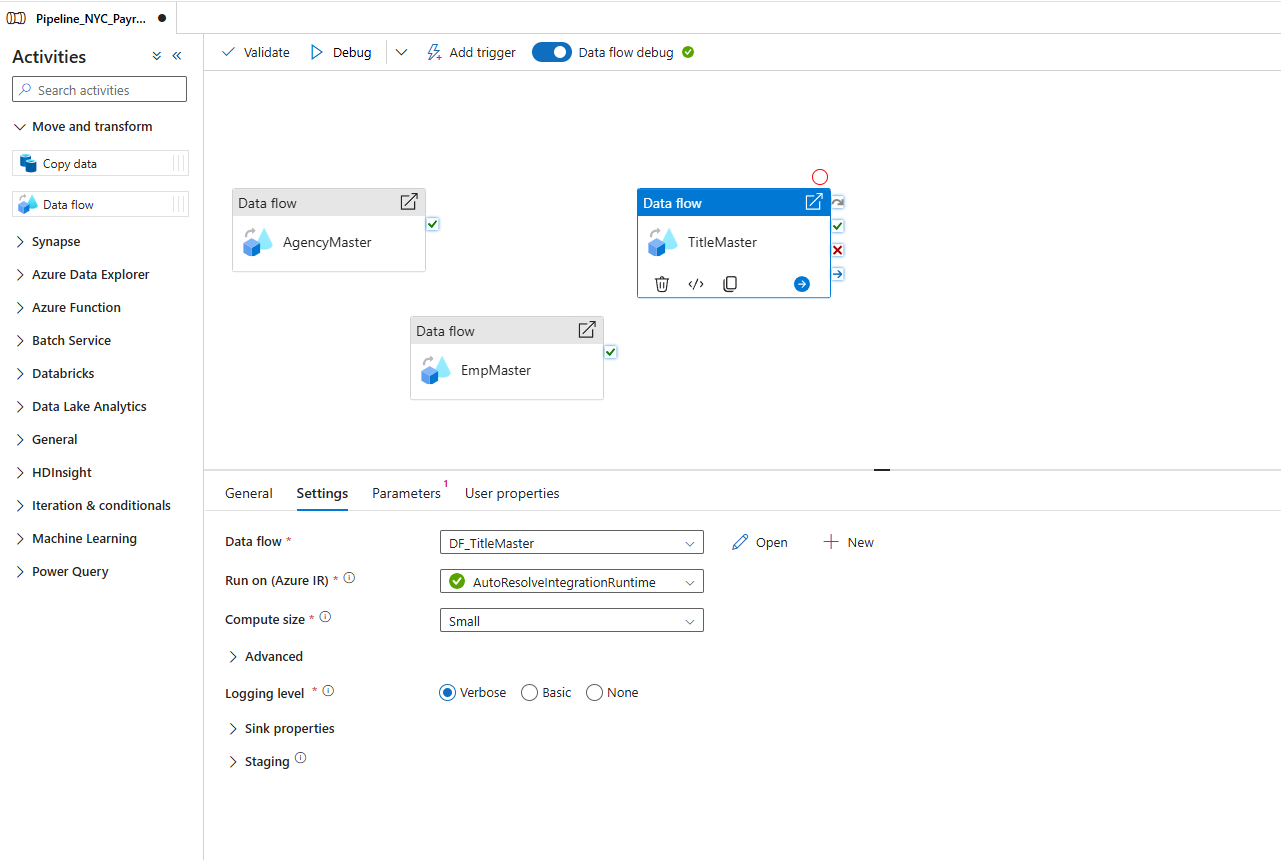 Pipeline_NYC_Payr...
Activities
Validate
Debug
Add trigger
Data flow debug
Search activities
Move and transform
Copy data
Data flow
Synapse
Azure Data Explorer
Azure Function
Batch Service
Databricks
Data Lake Analytics
General
HDInsight
Iteration & conditionals
Machine Learning
Power Query
Data flow
AgencyMaster
Data flow
TitleMaster
Data flow
EmpMaster
General
Settings
Parameters 1
User properties
Data flow *
DF_TitleMaster
Open
New
Run on (Azure IR) *
AutoResolveIntegrationRuntime
Compute size *
Small
Advanced
Logging level *
Verbose
Basic
None
Sink properties
Staging